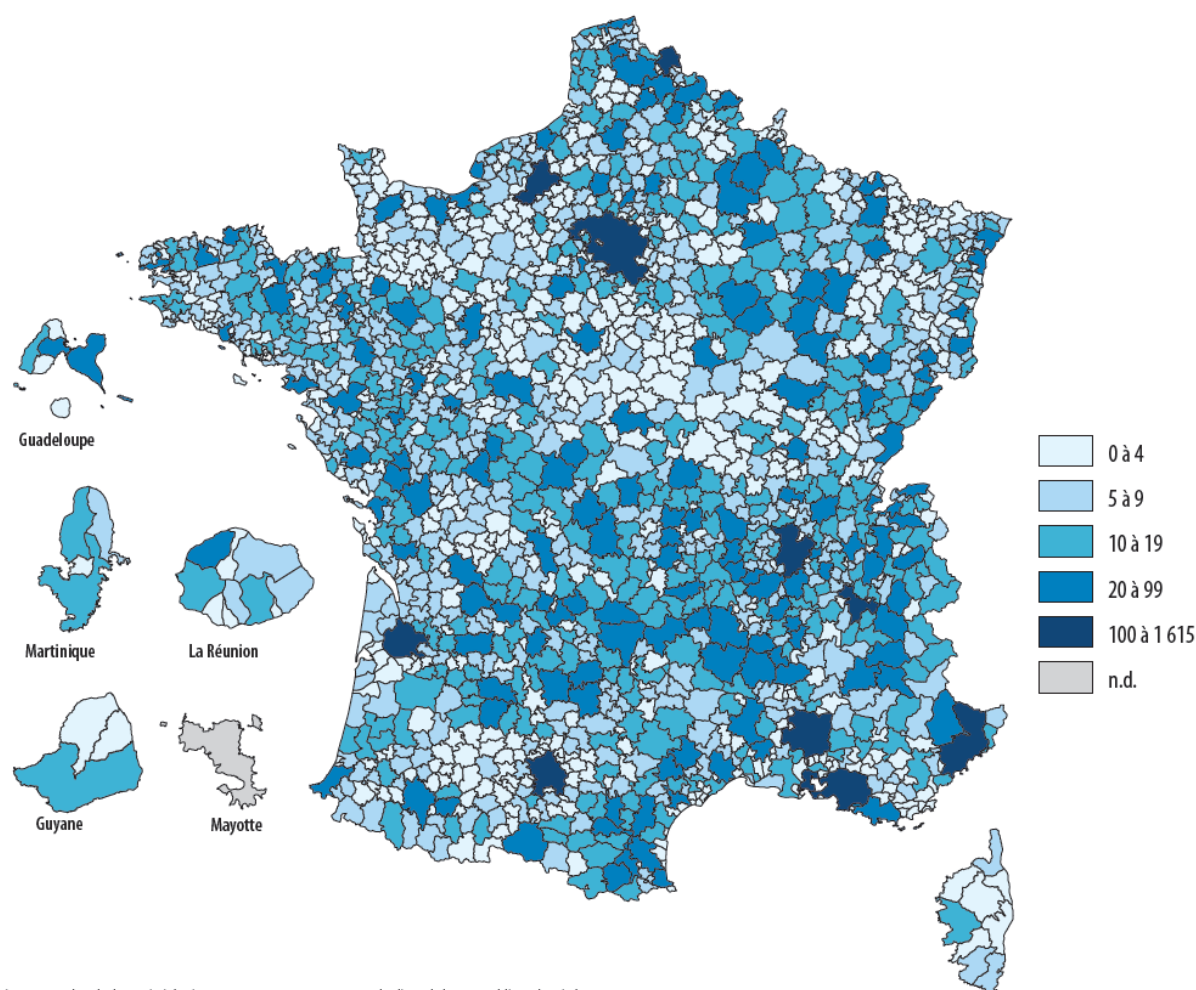 Guadeloupe
0 à 4
5 à 9
10 à 19
20 à 99
100 à 1 615
n.d.
Martinique
La Réunion
Guyane
Mayotte